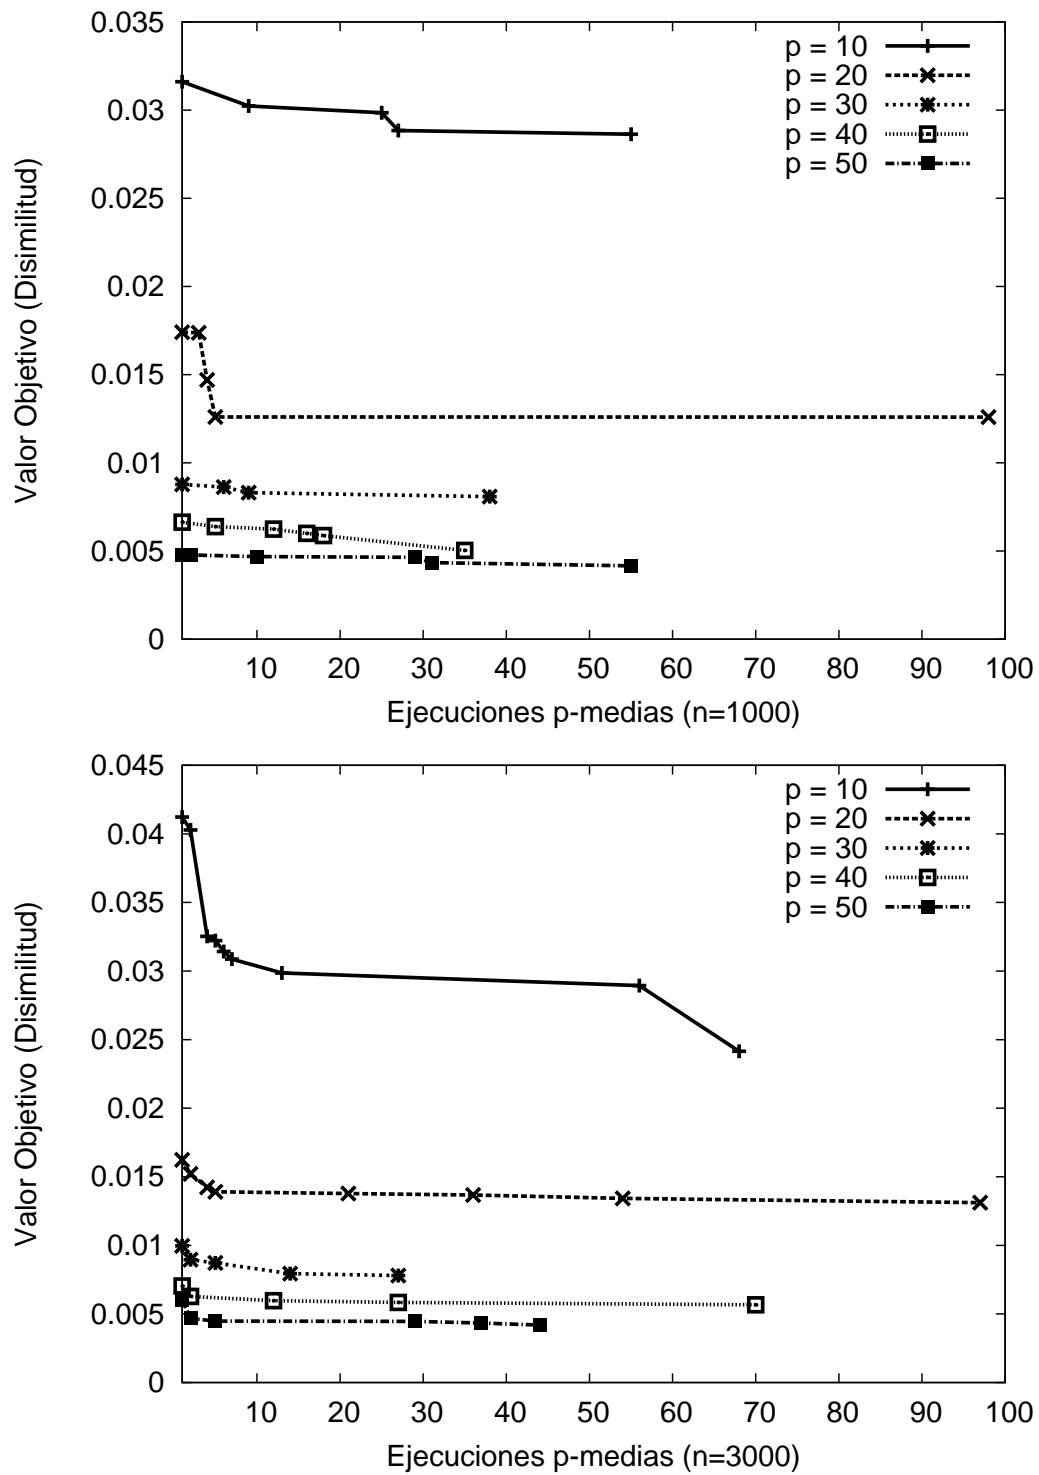 0.035
0.03
0.025
0.02
0.015
0.01
0.005
0
Valor Objetivo (Disimilitud)
p = 10
p = 20
p = 30
p = 40
p = 50
10 20 30 40 50 60 70 80 90 100
Ejecuciones p-medias (n=1000)
0.045
0.04
0.035
0.03
0.025
0.02
0.015
0.01
0.005
0
Valor Objetivo (Disimilitud)
p = 10
p = 20
p = 30
p = 40
p = 50
10 20 30 40 50 60 70 80 90 100
Ejecuciones p-medias (n=3000)